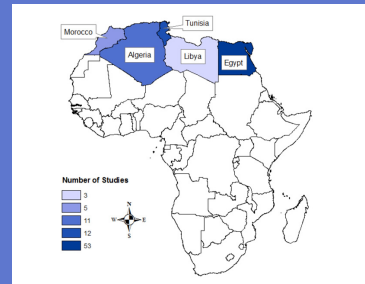 Tunisia
Morocco
Algeria
Libya
Egypt
Number of Studies
3
5
11
12
53
N
W E
S